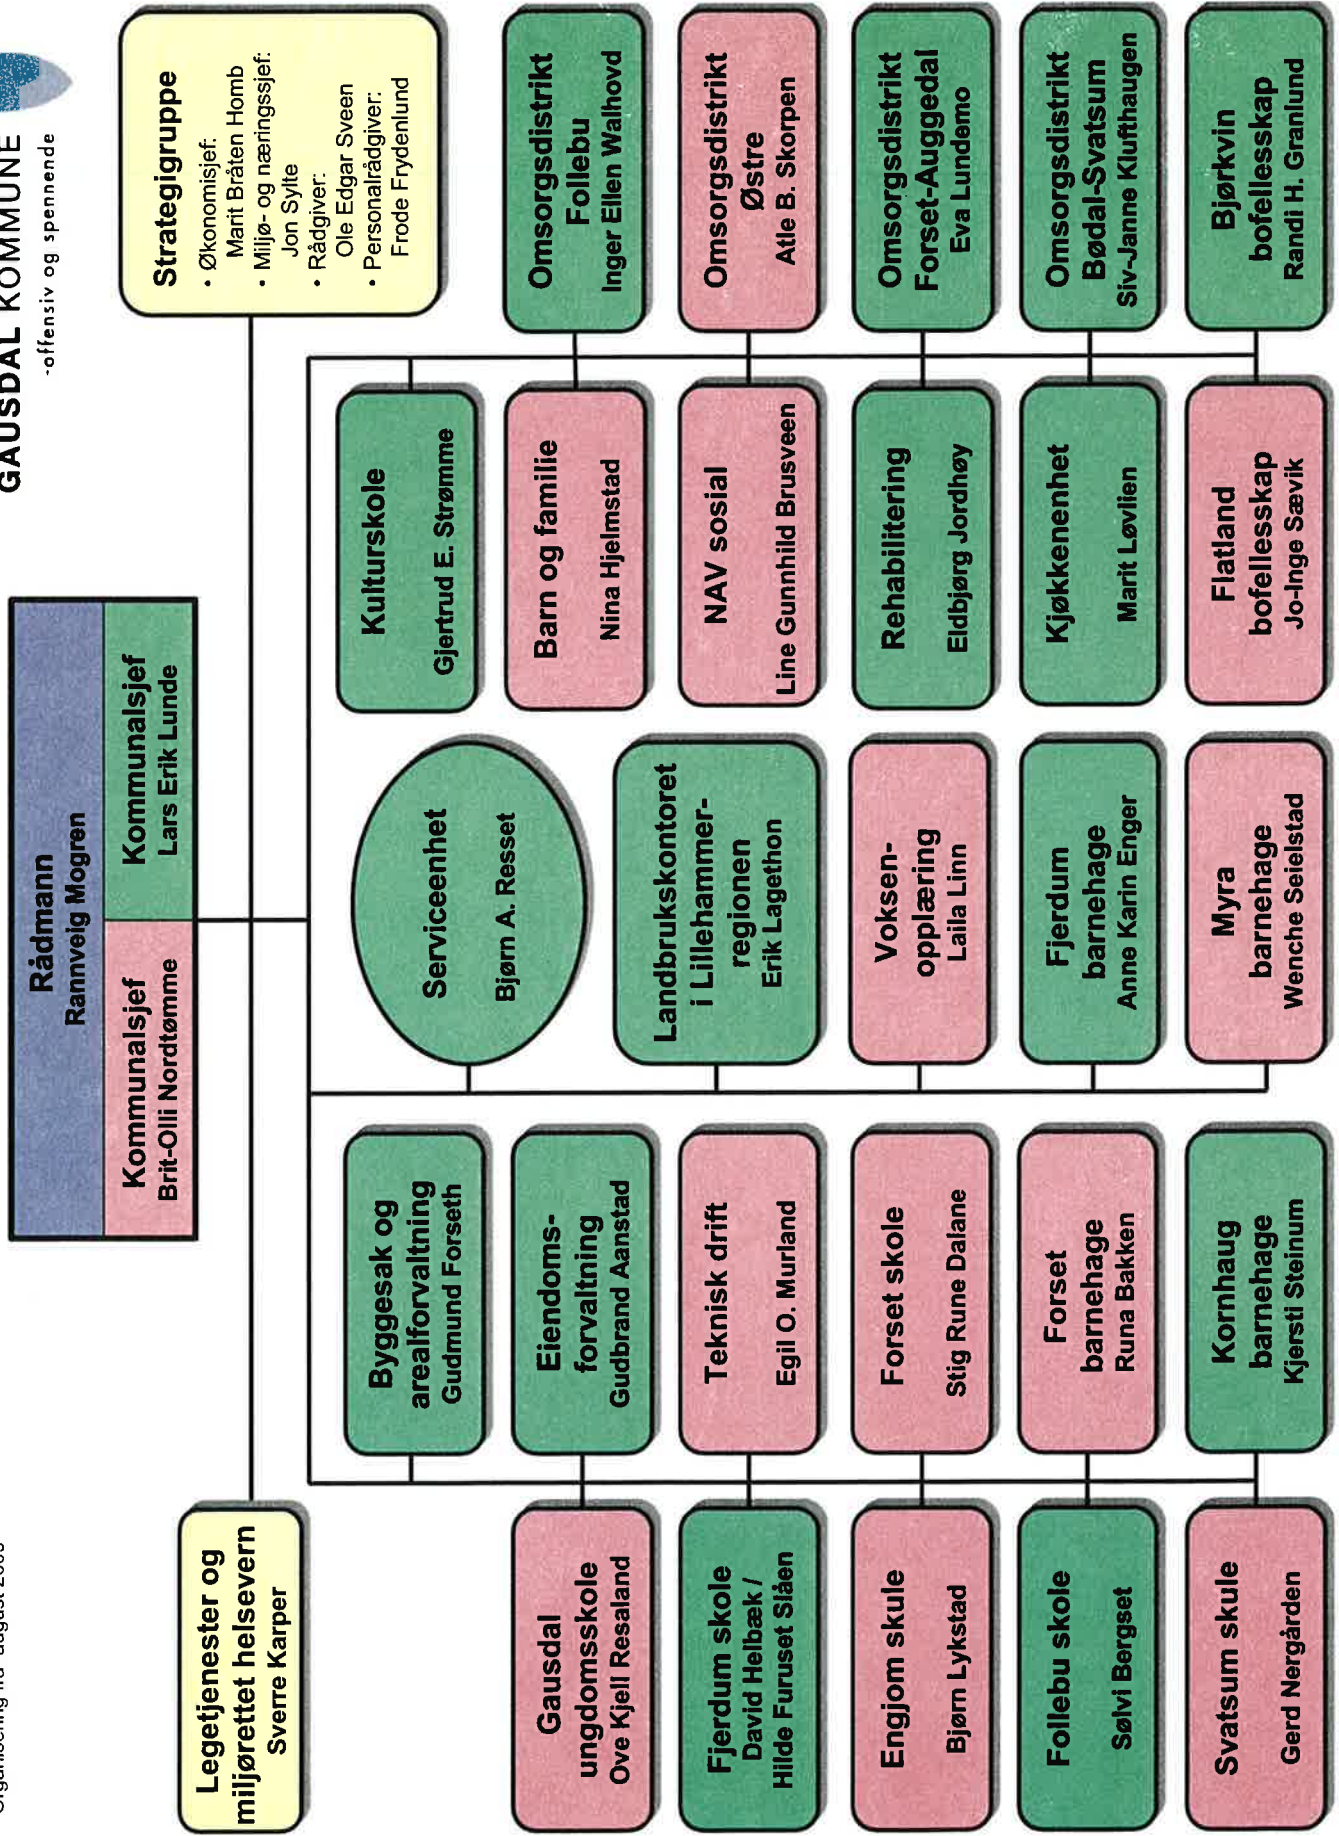 GAUSDAL KOMMUNE
-offensiv og spennende
Rådmann
Rannveig Mogren
Kommunalsjef
Brit-Olli Nordtømme
Kommunalsjef
Lars Erik Lunde
Legetjenester og
miljørettet helsevern
Sverre Karper
Strategigruppe
• Økonomisjef:
Marit Bråten Homb
• Miljø- og næringssjef:
Jon Sylte
• Rådgiver:
Ole Edgar Sveen
• Personalrådgiver:
Frode Frydenlund
Gausdal
ungdomsskole
Ove Kjell Resaland
Fjerdum skole
David Helbæk /
Hilde Furuset Slåen
Engjom skule
Bjørn Lykstad
Follebu skole
Sølvi Bergset
Svatsum skule
Gerd Nergården
Byggesak og
arealforvaltning
Gudmund Forseth
Eiendoms-
forvaltning
Gudbrand Aanstad
Teknisk drift
Egil O. Murland
Forset skole
Stig Rune Dalane
Forset
barnehage
Runa Bakken
Kornhaug
barnehage
Kjersti Steinum
Serviceenhet
Bjørn A. Resset
Landbrukskontoret
i Lillehammer-
regionen
Erik Lagethon
Voksen-
opplæring
Laila Linn
Fjerdum
barnehage
Anne Karin Enger
Myra
barnehage
Wenche Seielstad
Kulturskole
Gjertrud E. Strømme
Barn og familie
Nina Hjelmstad
NAV sosial
Line Gunnhild Brusveen
Rehabilitering
Eldbjørg Jordhøy
Kjøkkenenhet
Marit Løvlien
Flatland
bofellesskap
Jo-Inge Sævik
Omsorgsdistrikt
Follebu
Inger Ellen Walhovd
Omsorgsdistrikt
Østre
Atle B. Skorpen
Omsorgsdistrikt
Forset-Auggedal
Eva Lundemo
Omsorgsdistrikt
Bødal-Svatsum
Siv-Janne Klufthaugen
Bjørkvin
bofellesskap
Randi H. Granlund